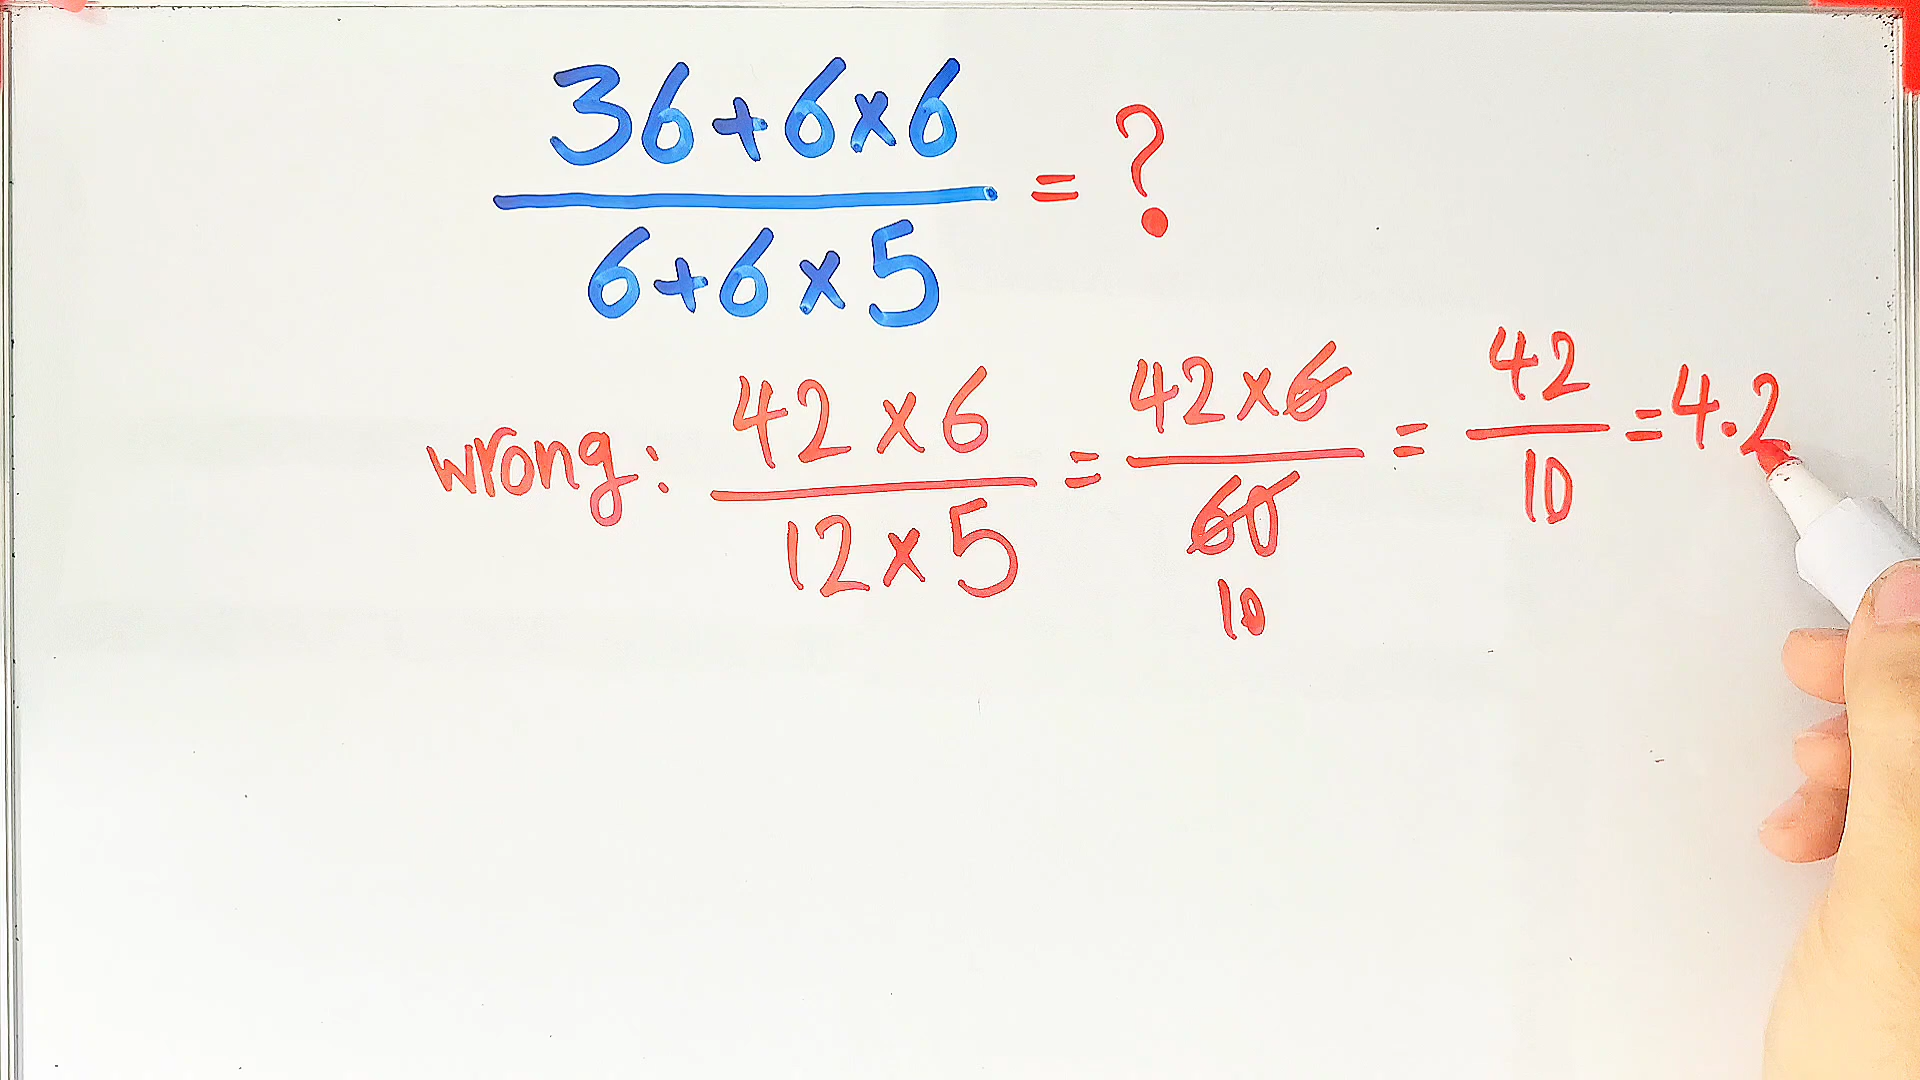 36+6×6
= ?
6+6×5
wrong: 42×6 = 42×6 = 42 = 4.2
12×5 60 10
10